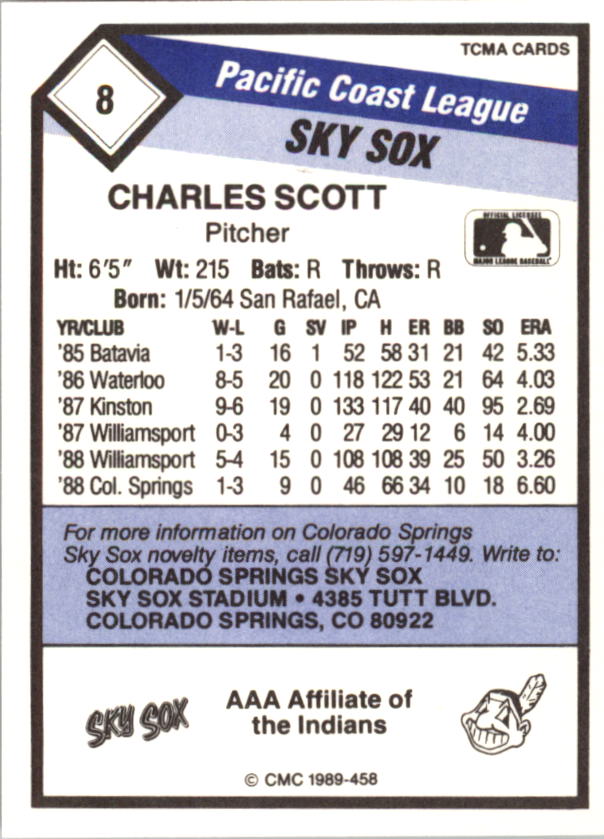 TCMA CARDS
8
Pacific Coast League
SKY SOX
CHARLES SCOTT
Pitcher
OFFICIAL LICENSEE
MAJOR LEAGUE BASEBALL
Ht: 6'5" Wt: 215 Bats: R Throws: R
Born: 1/5/64 San Rafael, CA
YR/CLUB W-L G SV IP H ER BB SO ERA
'85 Batavia 1-3 16 1 52 58 31 21 42 5.33
'86 Waterloo 8-5 20 0 118 122 53 21 64 4.03
'87 Kinston 9-6 19 0 133 117 40 40 95 2.69
'87 Williamsport 0-3 4 0 27 29 12 6 14 4.00
'88 Williamsport 5-4 15 0 108 108 39 25 50 3.26
'88 Col. Springs 1-3 9 0 46 66 34 10 18 6.60
For more information on Colorado Springs
Sky Sox novelty items, call (719) 597-1449. Write to:
COLORADO SPRINGS SKY SOX
SKY SOX STADIUM • 4385 TUTT BLVD.
COLORADO SPRINGS, CO 80922
SKY SOX
AAA Affiliate of
the Indians
© CMC 1989-458